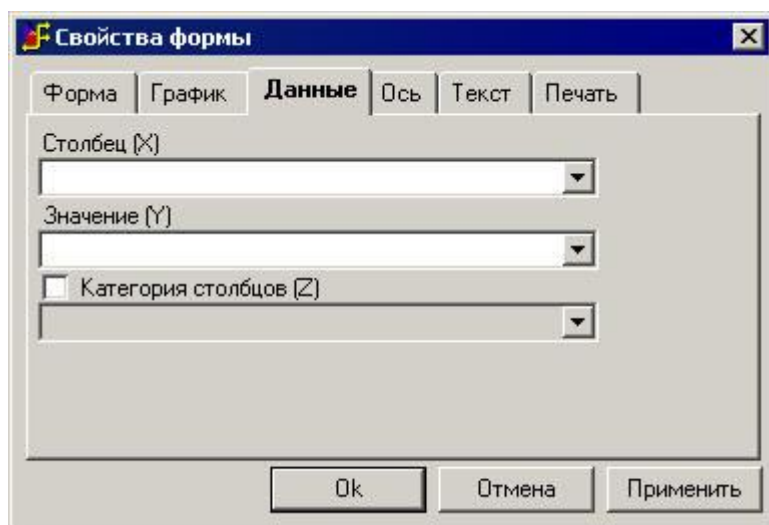 Свойства формы
Форма График Данные Ось Текст Печать
Столбец (X)
Значение (Y)
Категория столбцов (Z)
Ok Отмена Применить